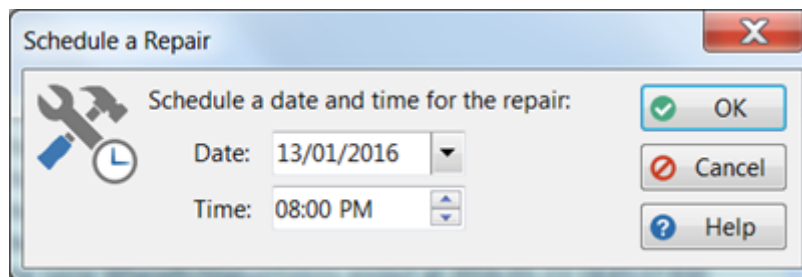 Schedule a Repair
Schedule a date and time for the repair:
Date: 13/01/2016
Time: 08:00 PM
OK
Cancel
Help